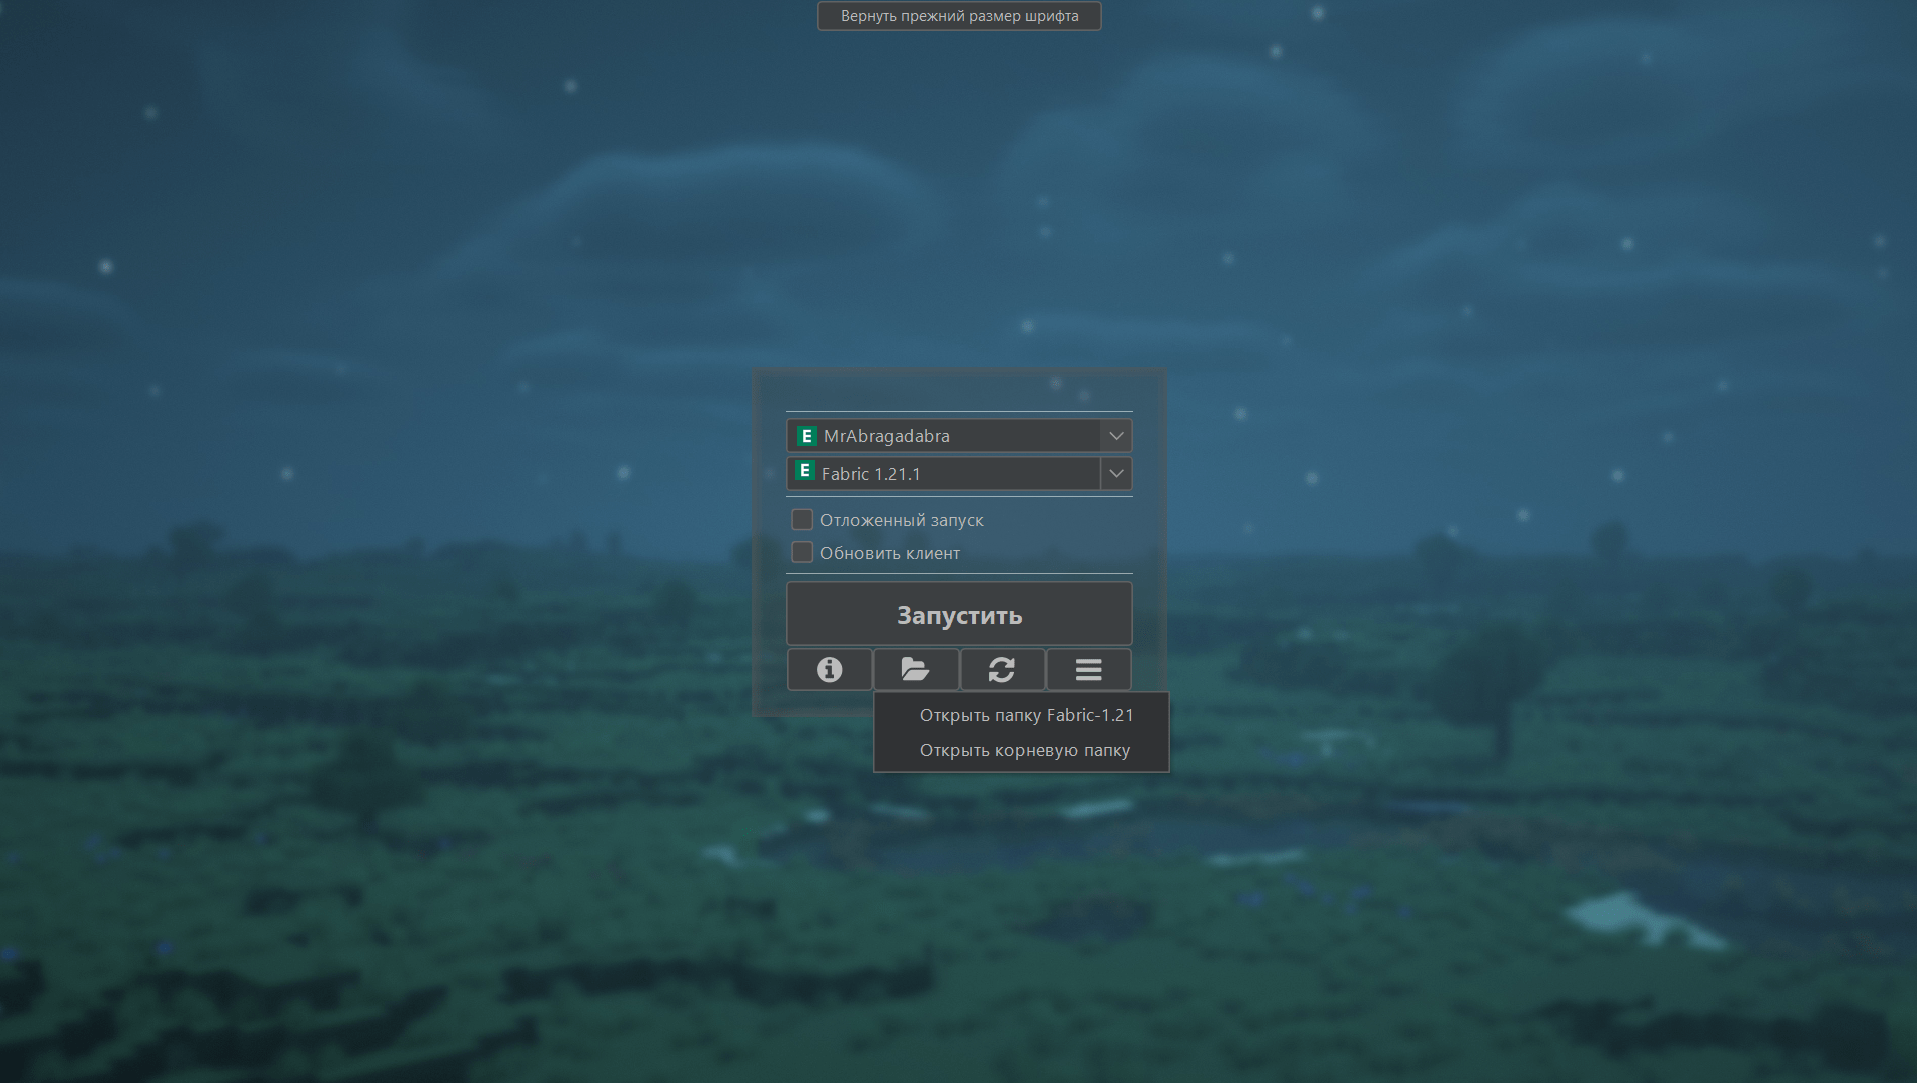 Вернуть прежний размер шрифта
E MrAbragadabra
E Fabric 1.21.1
Отложенный запуск
Обновить клиент
Запустить
Открыть папку Fabric-1.21
Открыть корневую папку